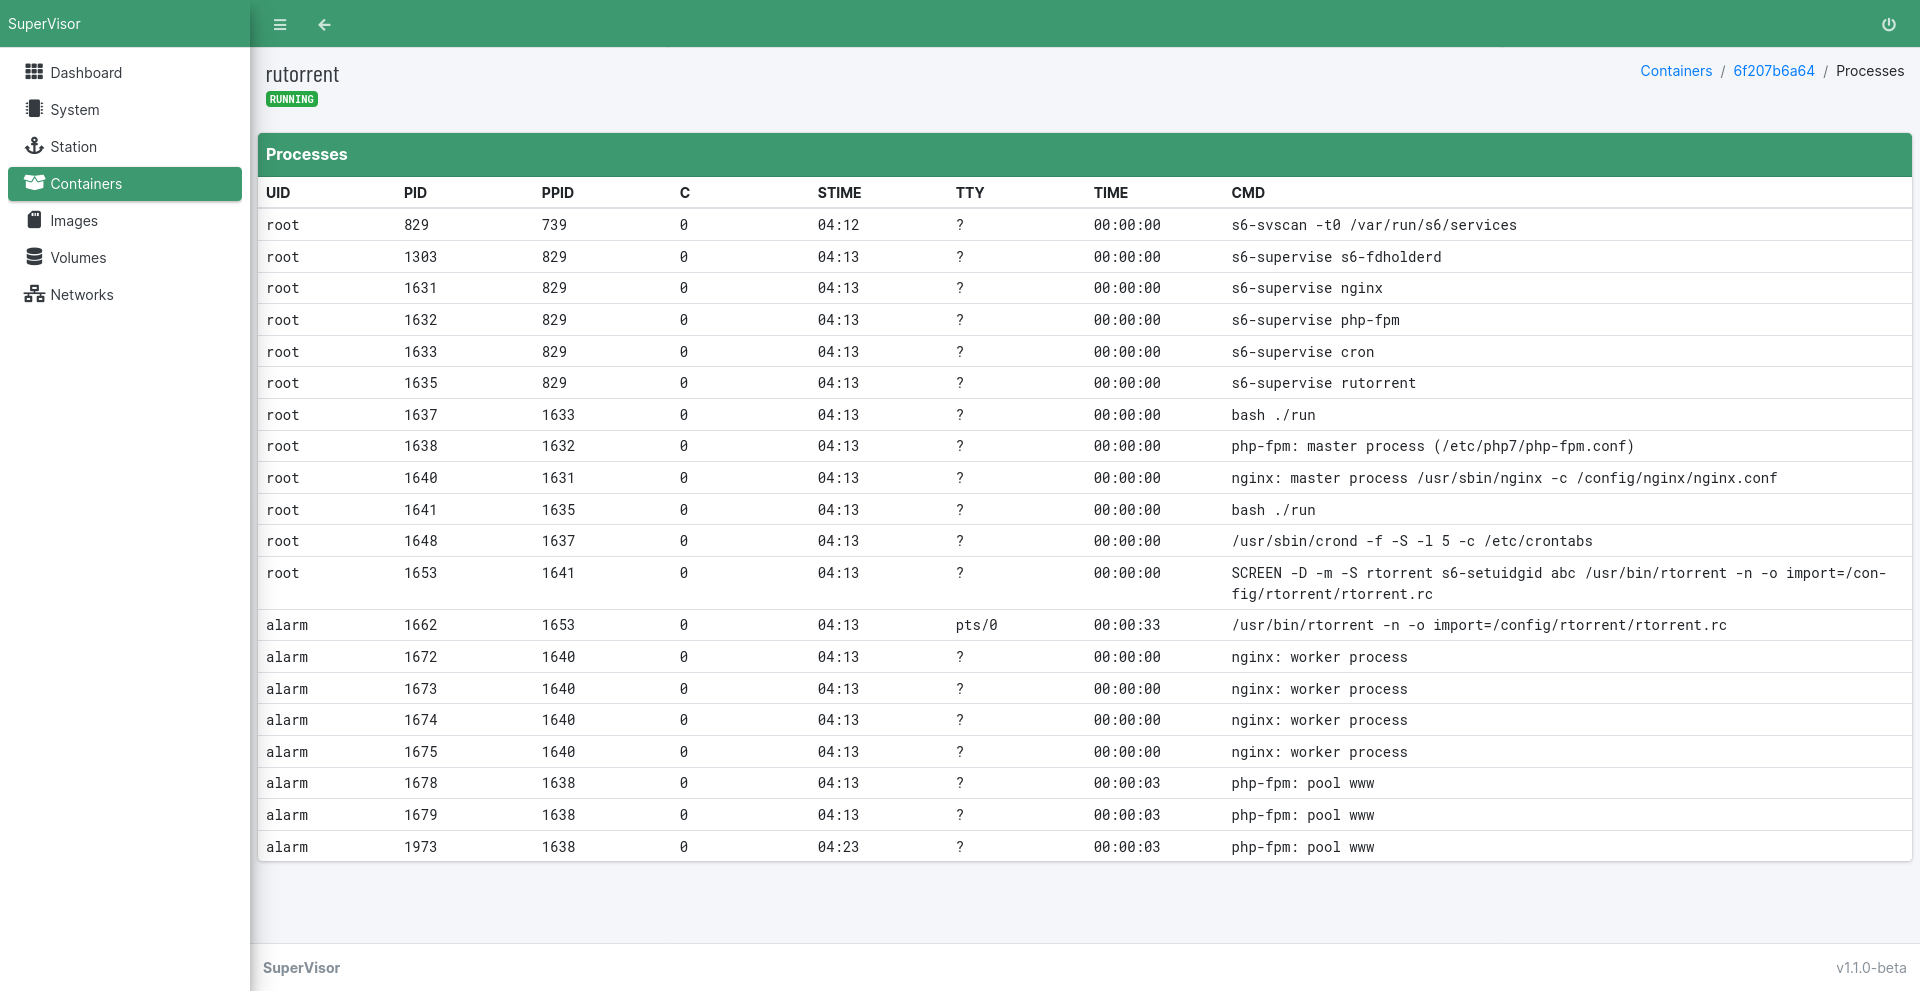 SuperVisor
Dashboard
System
Station
Containers
Images
Volumes
Networks
rutorrent
RUNNING
Containers / 6f207b6a64 / Processes
Processes
UID PID PPID C STIME TTY TIME CMD
root 829 739 0 04:12 ? 00:00:00 s6-svscan -t0 /var/run/s6/services
root 1303 829 0 04:13 ? 00:00:00 s6-supervise s6-fdholderd
root 1631 829 0 04:13 ? 00:00:00 s6-supervise nginx
root 1632 829 0 04:13 ? 00:00:00 s6-supervise php-fpm
root 1633 829 0 04:13 ? 00:00:00 s6-supervise cron
root 1635 829 0 04:13 ? 00:00:00 s6-supervise rutorrent
root 1637 1633 0 04:13 ? 00:00:00 bash ./run
root 1638 1632 0 04:13 ? 00:00:00 php-fpm: master process (/etc/php7/php-fpm.conf)
root 1640 1631 0 04:13 ? 00:00:00 nginx: master process /usr/sbin/nginx -c /config/nginx/nginx.conf
root 1641 1635 0 04:13 ? 00:00:00 bash ./run
root 1648 1637 0 04:13 ? 00:00:00 /usr/sbin/crond -f -S -l 5 -c /etc/crontabs
root 1653 1641 0 04:13 ? 00:00:00 SCREEN -D -m -S rtorrent s6-setuidgid abc /usr/bin/rtorrent -n -o import=/con-
fig/rtorrent/rtorrent.rc
alarm 1662 1653 0 04:13 pts/0 00:00:33 /usr/bin/rtorrent -n -o import=/config/rtorrent/rtorrent.rc
alarm 1672 1640 0 04:13 ? 00:00:00 nginx: worker process
alarm 1673 1640 0 04:13 ? 00:00:00 nginx: worker process
alarm 1674 1640 0 04:13 ? 00:00:00 nginx: worker process
alarm 1675 1640 0 04:13 ? 00:00:00 nginx: worker process
alarm 1678 1638 0 04:13 ? 00:00:03 php-fpm: pool www
alarm 1679 1638 0 04:13 ? 00:00:03 php-fpm: pool www
alarm 1973 1638 0 04:23 ? 00:00:03 php-fpm: pool www
SuperVisor
v1.1.0-beta